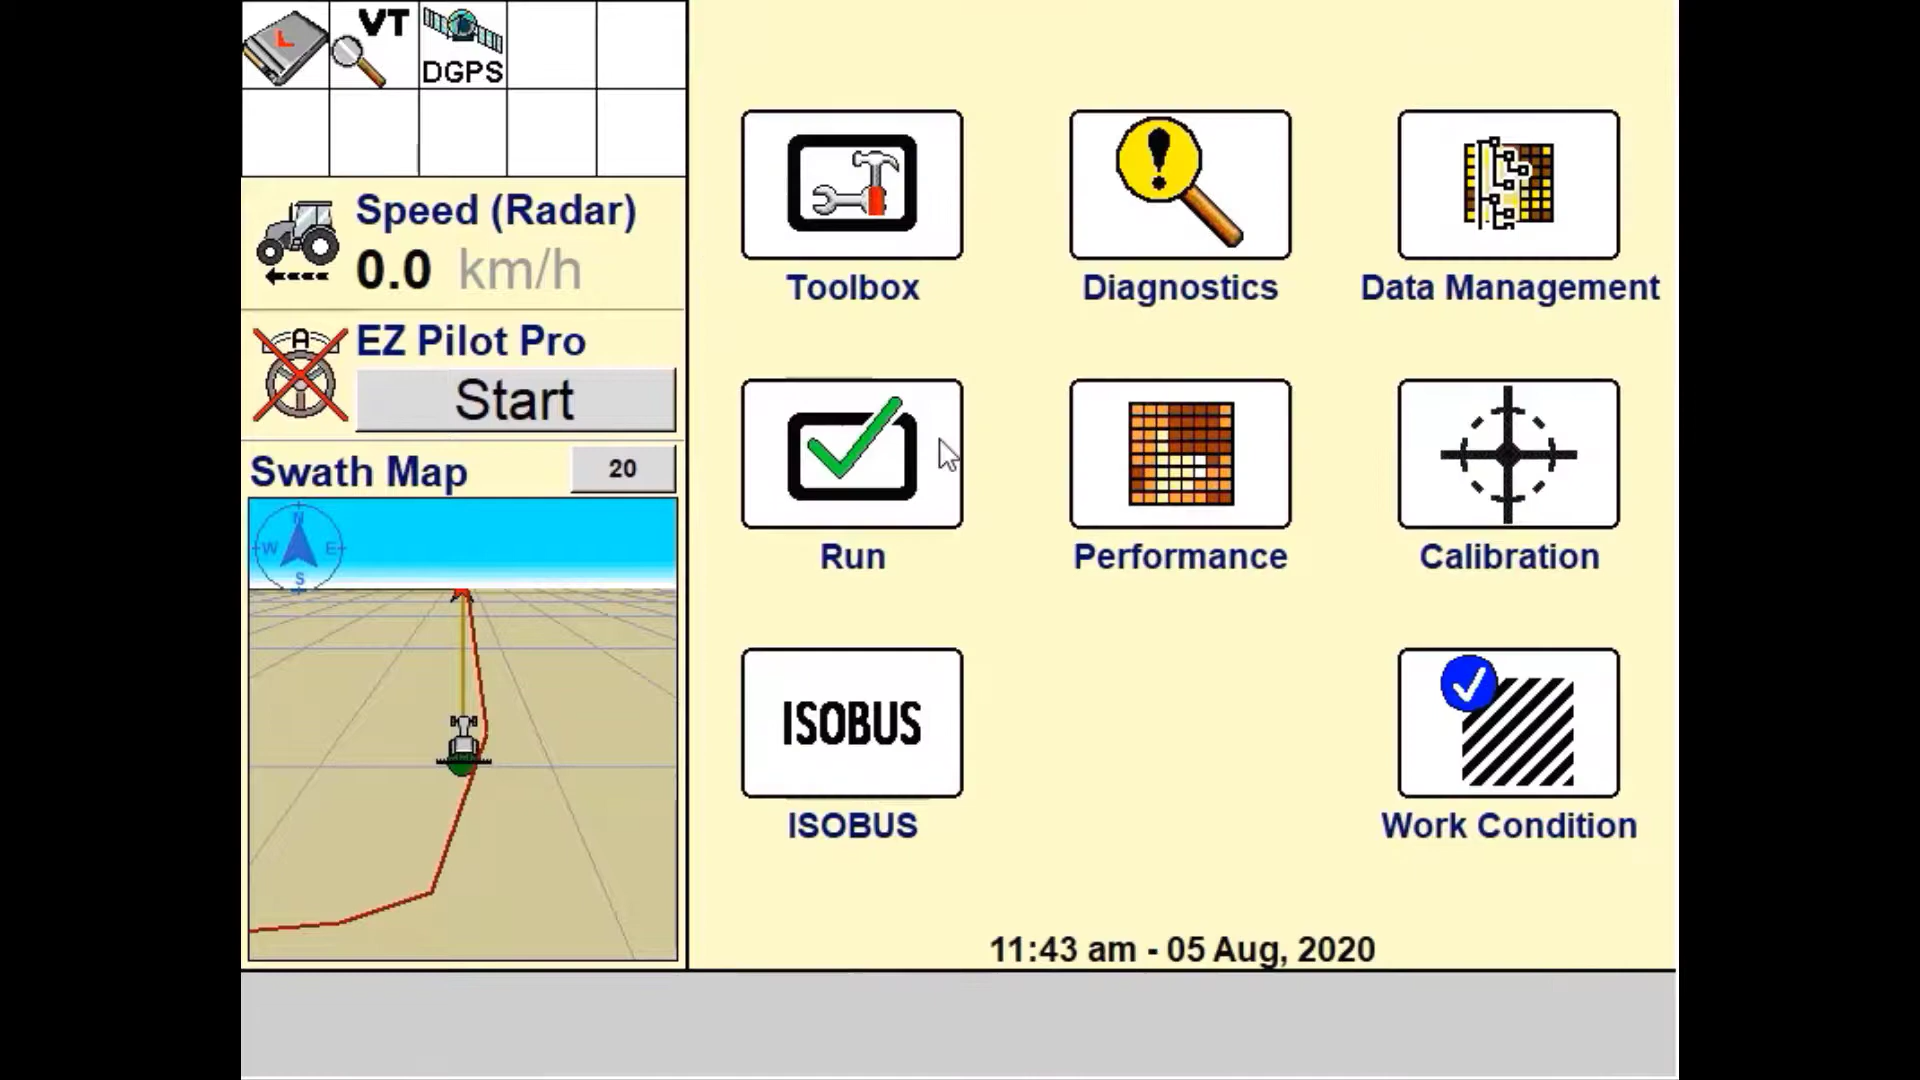 L
VT
DGPS
Speed (Radar)
0.0 km/h
A
EZ Pilot Pro
Start
Swath Map
20
N
W E
S
Toolbox
Diagnostics
Data Management
Run
Performance
Calibration
ISOBUS
ISOBUS
Work Condition
11:43 am - 05 Aug, 2020